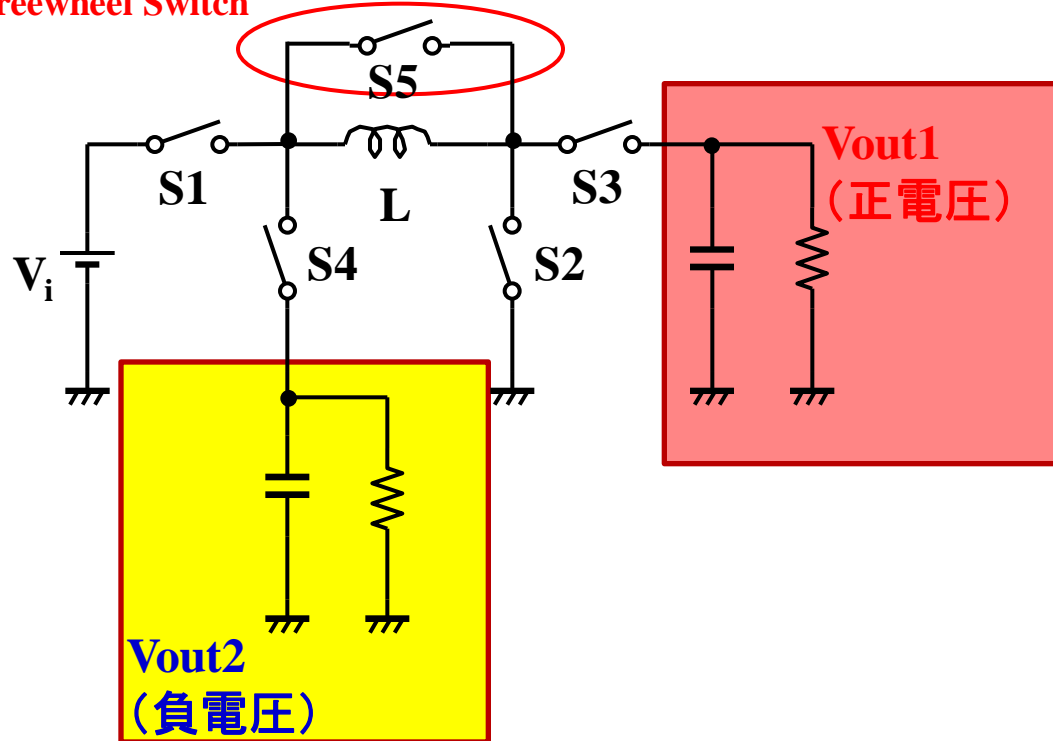 reewheel Switch
S5
S1
L
S3
Vout1
（正電圧）
Vi
S4
S2
Vout2
（負電圧）